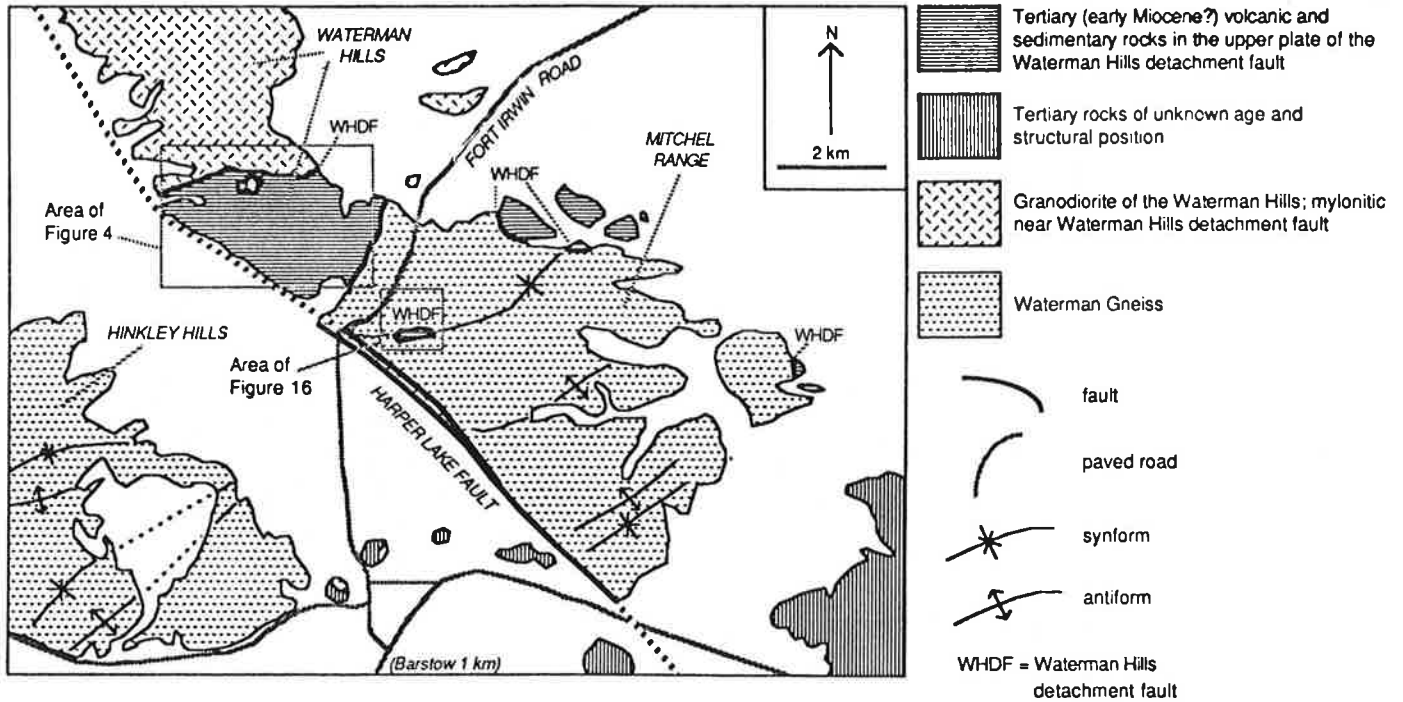 WATERMAN
HILLS
WHDF
FORT IRWIN ROAD
N
2 km
MITCHEL
RANGE
WHDF
Area of
Figure 4
WHDF
HINKLEY HILLS
Area of
Figure 16
WHDF
HARPER LAKE FAULT
(Barstow 1 km)
Tertiary (early Miocene?) volcanic and
sedimentary rocks in the upper plate of the
Waterman Hills detachment fault
Tertiary rocks of unknown age and
structural position
Granodiorite of the Waterman Hills; mylonitic
near Waterman Hills detachment fault
Waterman Gneiss
fault
paved road
synform
antiform
WHDF = Waterman Hills
detachment fault